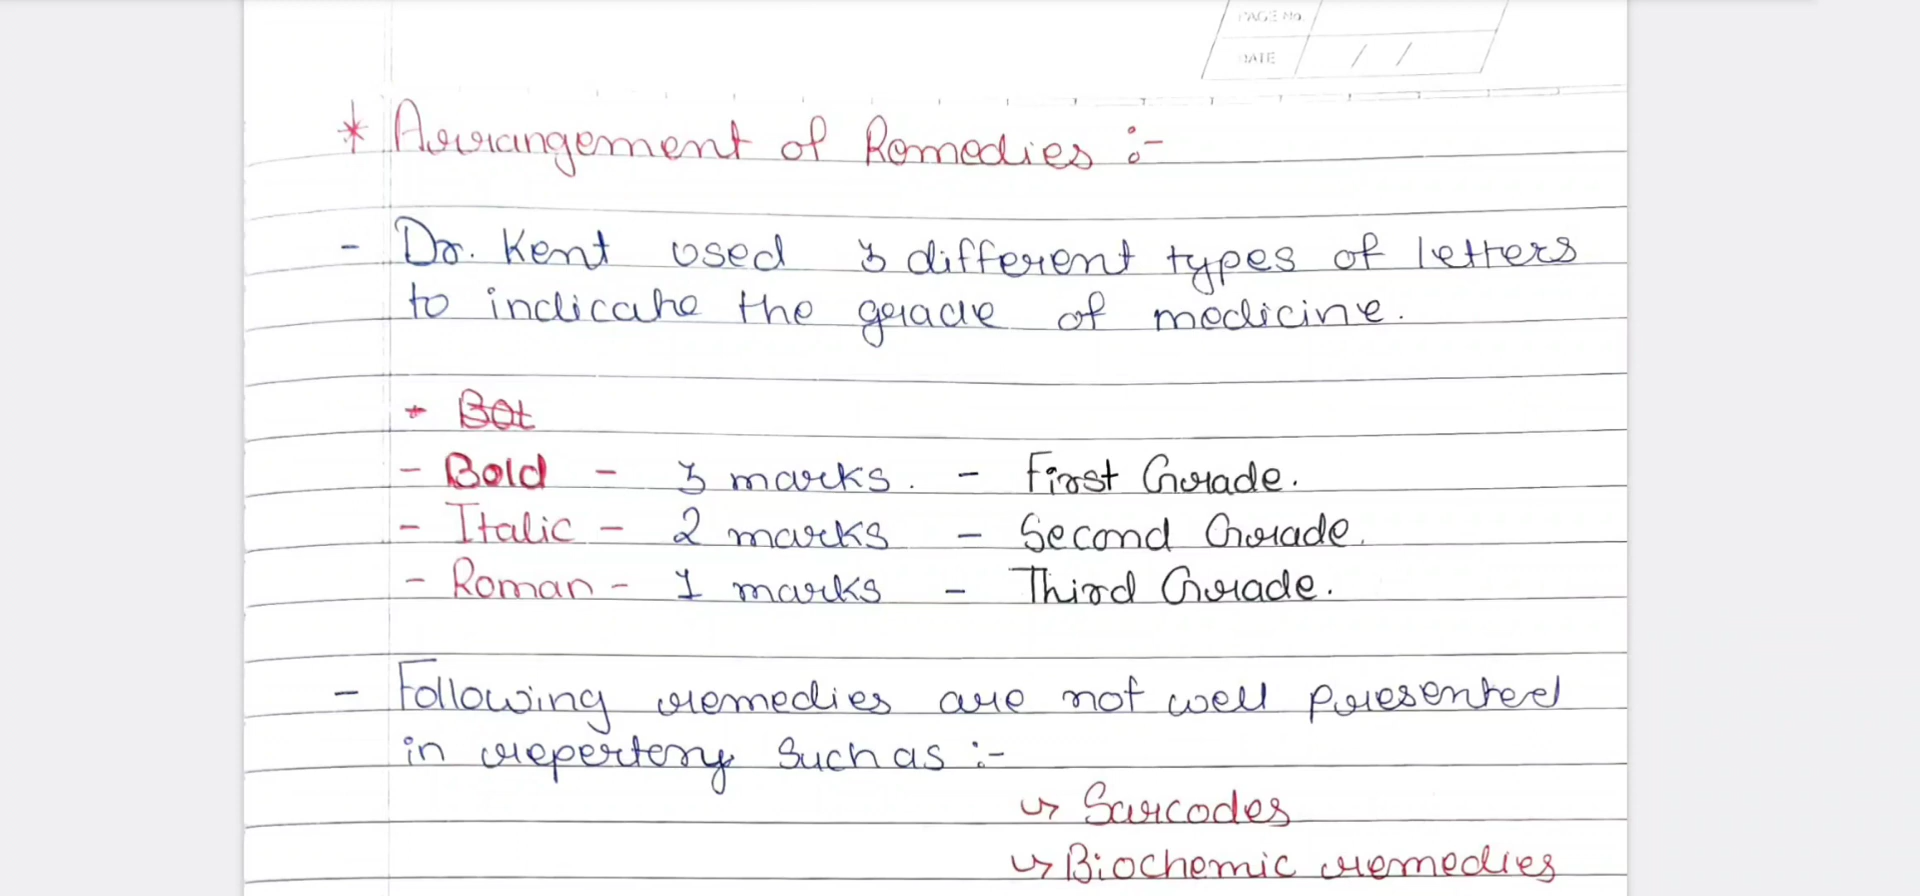 PAGE No.
DATE / /
* Arrangement of Remedies :-
- Dr. Kent used 3 different types of letters
to indicate the grade of medicine.
- Bold - 3 marks. - First Grade.
- Italic - 2 marks - Second Grade.
- Roman - 1 marks - Third Grade.
- Following remedies are not well presented
in repertory such as :-
↳ Sarcodes
↳ Biochemic remedies